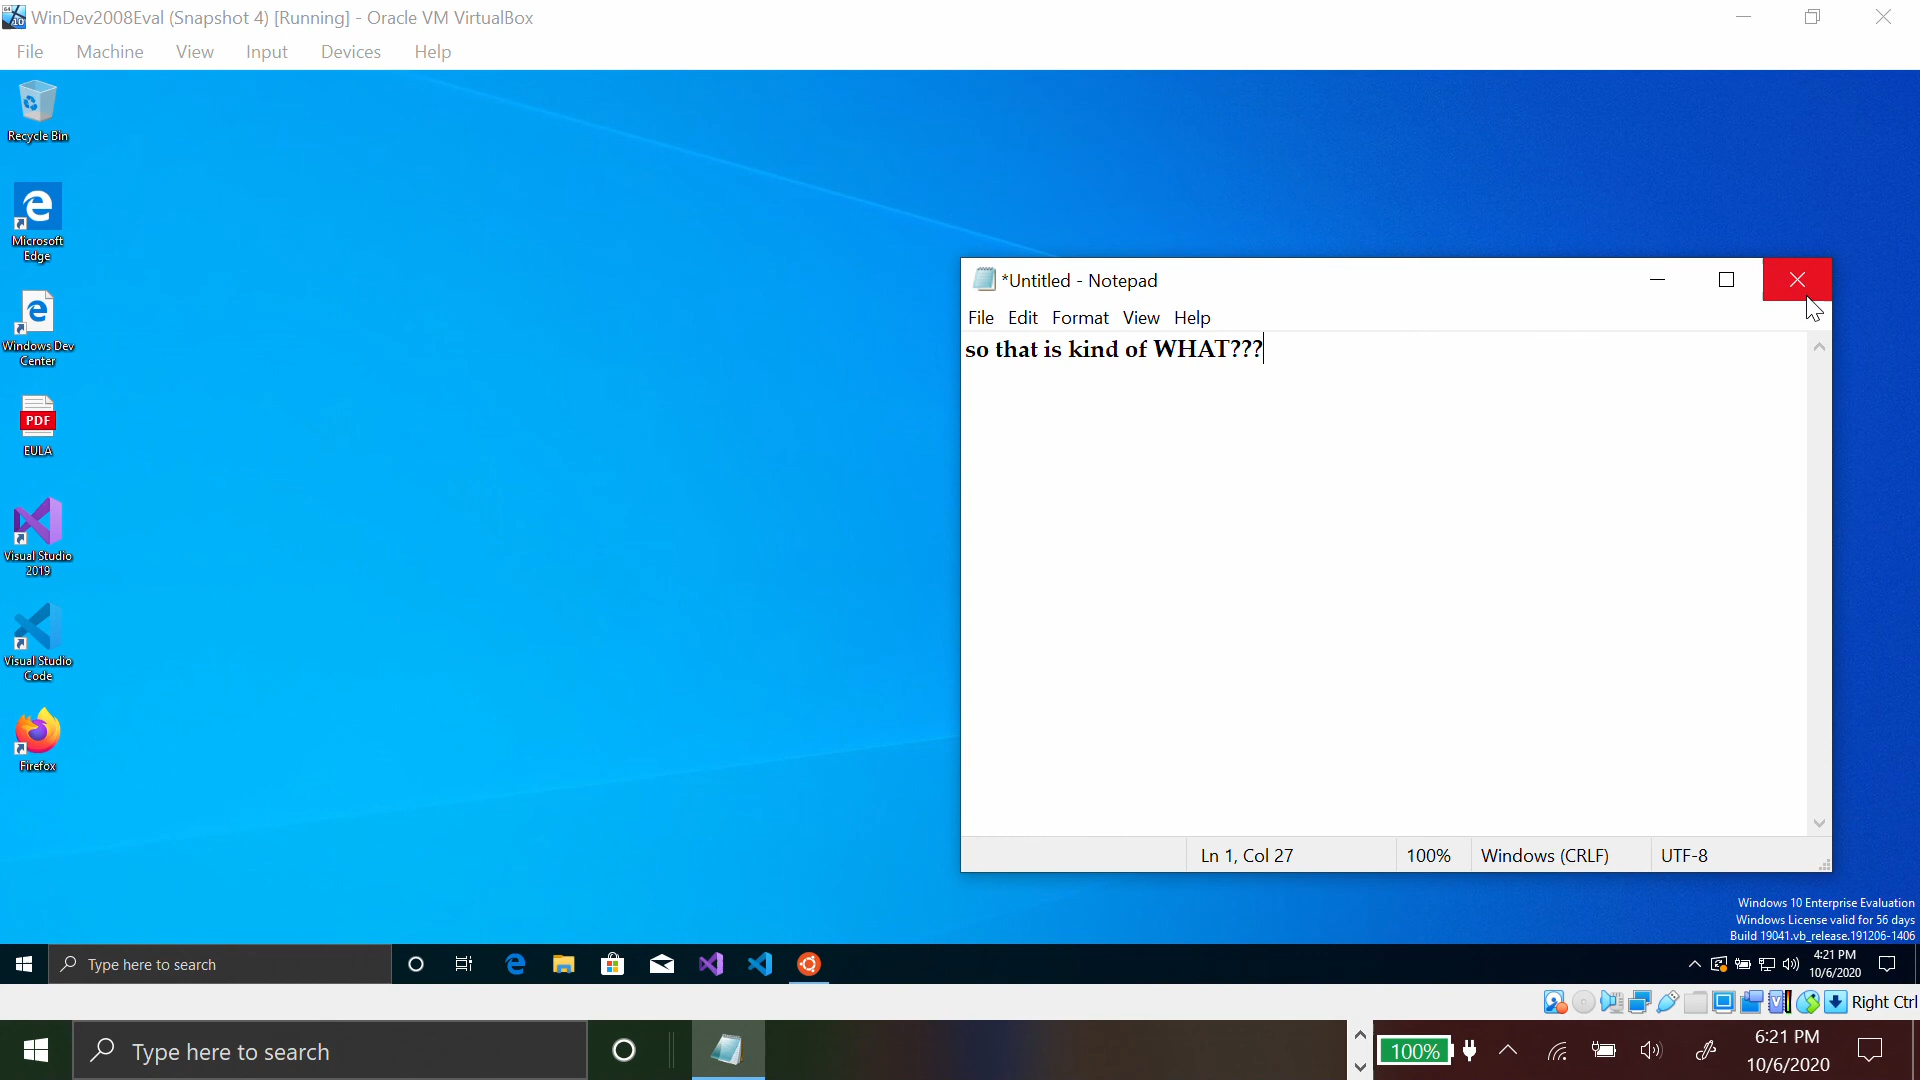 WinDev2008Eval (Snapshot 4) [Running] - Oracle VM VirtualBox
File Machine View Input Devices Help
Recycle Bin
Microsoft
Edge
Windows Dev
Center
PDF
EULA
Visual Studio
2019
Visual Studio
Code
Firefox
*Untitled - Notepad
File Edit Format View Help
so that is kind of WHAT???
Ln 1, Col 27 100% Windows (CRLF) UTF-8
Windows 10 Enterprise Evaluation
Windows License valid for 56 days
Build 19041.vb_release.191206-1406
Type here to search
4:21 PM
10/6/2020
Right Ctrl
Type here to search
100%
6:21 PM
10/6/2020